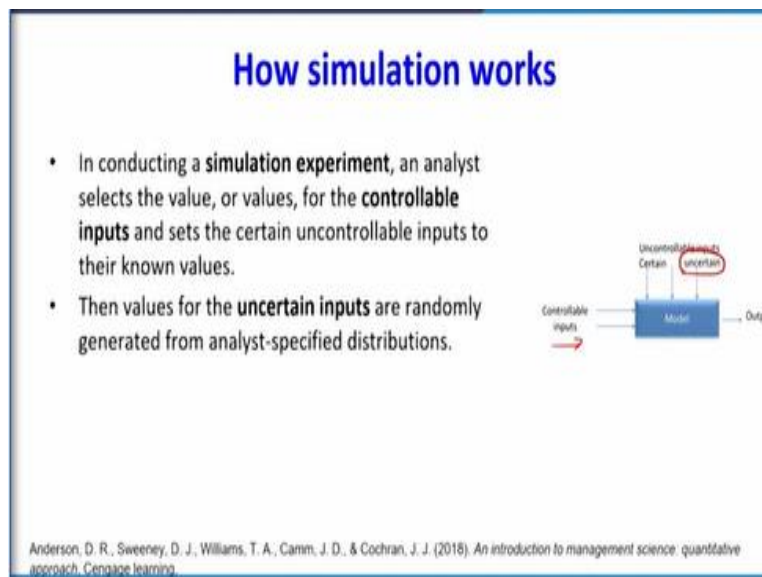 How simulation works
• In conducting a simulation experiment, an analyst
selects the value, or values, for the controllable
inputs and sets the certain uncontrollable inputs to
their known values.
• Then values for the uncertain inputs are randomly
generated from analyst-specified distributions.
Uncontrollable inputs
Certain uncertain
Controllable
inputs
Model
Outp
Anderson, D. R., Sweeney, D. J., Williams, T. A., Camm, J. D., & Cochran, J. J. (2018). An introduction to management science: quantitative
approach. Cengage learning.